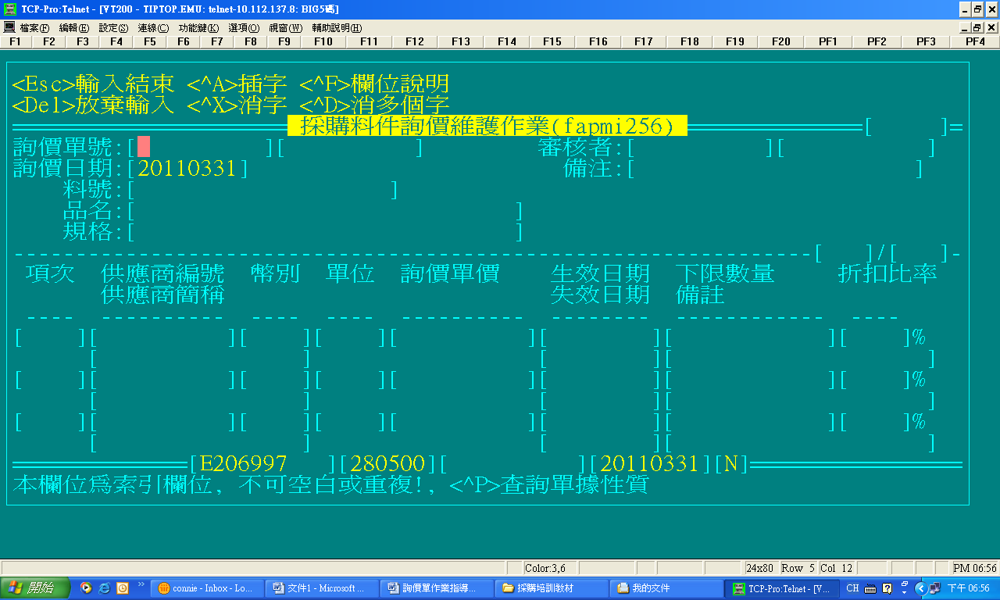 TCP-Pro:Telnet - [VT200 - TIPTOP.EMU: telnet-10.112.137.8: BIG5碼]
檔案(F) 編輯(E) 設定(S) 連線(C) 功能鍵(K) 選項(O) 視窗(W) 輔助說明(H)
F1 F2 F3 F4 F5 F6 F7 F8 F9 F10 F11 F12 F13 F14 F15 F16 F17 F18 F19 F20 PF1 PF2 PF3 PF4
<Esc>輸入結束 <^A>插字 <^F>欄位說明
<Del>放棄輸入 <^X>消字 <^D>消多個字
採購料件詢價維護作業(fapmi256) [ ]=
詢價單號:[ ][ ] 審核者:[ ][ ]
詢價日期:[20110331] 備注:[ ]
料號:[ ]
品名:[ ]
規格:[ ]
----------------------------------------------------------------[ ]/[ ]-
項次 供應商編號 幣別 單位 詢價單價 生效日期 下限數量 折扣比率
供應商簡稱 失效日期 備註
---- ---------- ---- ---- ---------- -------- ------------ ----
[ ][ ][ ][ ][ ][ ][ ][ ]%
[ ] [ ][ ]
[ ][ ][ ][ ][ ][ ][ ][ ]%
[ ] [ ][ ]
[ ][ ][ ][ ][ ][ ][ ][ ]%
[ ] [ ][ ]
[E206997 ][280500][ ][20110331][N]
本欄位爲索引欄位, 不可空白或重複!, <^P>查詢單據性質
Color:3,6 24x80 Row 5 Col 12 PM 06:56
開始 connie - Inbox - Lo... 文件1 - Microsoft ... 詢價單作業指導... 採購培訓教材 我的文件 TCP-Pro:Telnet - [V... CH 下午 06:56